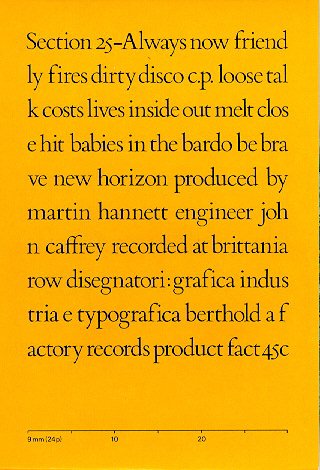 Section 25–Always now friend
ly fires dirty disco c.p. loose tal
k costs lives inside out melt clos
e hit babies in the bardo be bra
ve new horizon produced by
martin hannett engineer joh
n caffrey recorded at brittania
row disegnatori:grafica indus
tria e typografica berthold a f
actory records product fact45c
9 mm (24p) 10 20